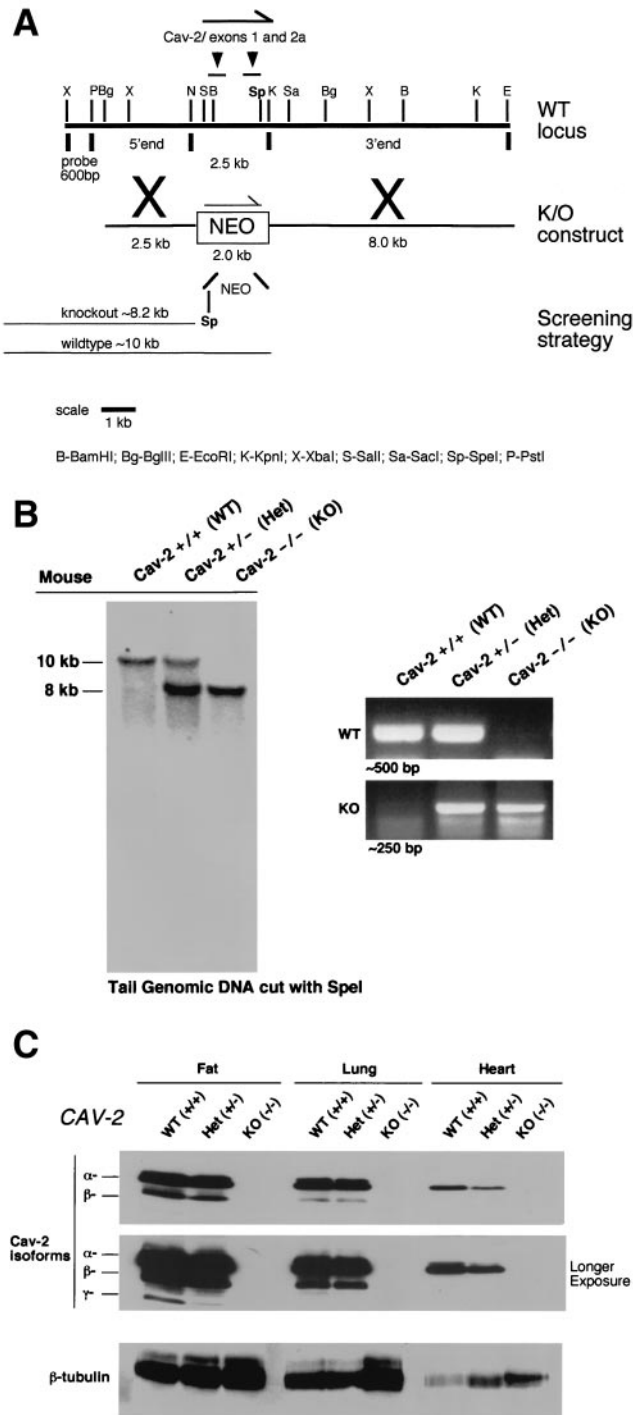 A
Cav-2/ exons 1 and 2a
X PBg X N SB Sp K Sa Bg X B K E
WT locus
probe 600bp
5'end
2.5 kb
3'end
K/O construct
X
NEO
X
2.5 kb
2.0 kb
8.0 kb
NEO
Sp
knockout ~8.2 kb
wildtype ~10 kb
Screening strategy
scale
1 kb
B-BamHI; Bg-BglII; E-EcoRI; K-KpnI; X-XbaI; S-SalI; Sa-SacI; Sp-SpeI; P-PstI
B
Mouse
Cav-2 +/+ (WT)
Cav-2 +/- (Het)
Cav-2 -/- (KO)
10 kb
8 kb
Tail Genomic DNA cut with SpeI
Cav-2 +/+ (WT)
Cav-2 +/- (Het)
Cav-2 -/- (KO)
WT
~500 bp
KO
~250 bp
C
Fat
Lung
Heart
CAV-2
WT (+/+)
Het (+/-)
KO (-/-)
WT (+/+)
Het (+/-)
KO (-/-)
WT (+/+)
Het (+/-)
KO (-/-)
Cav-2 Isoforms
α-
β-
α-
β-
γ-
Longer Exposure
β-tubulin